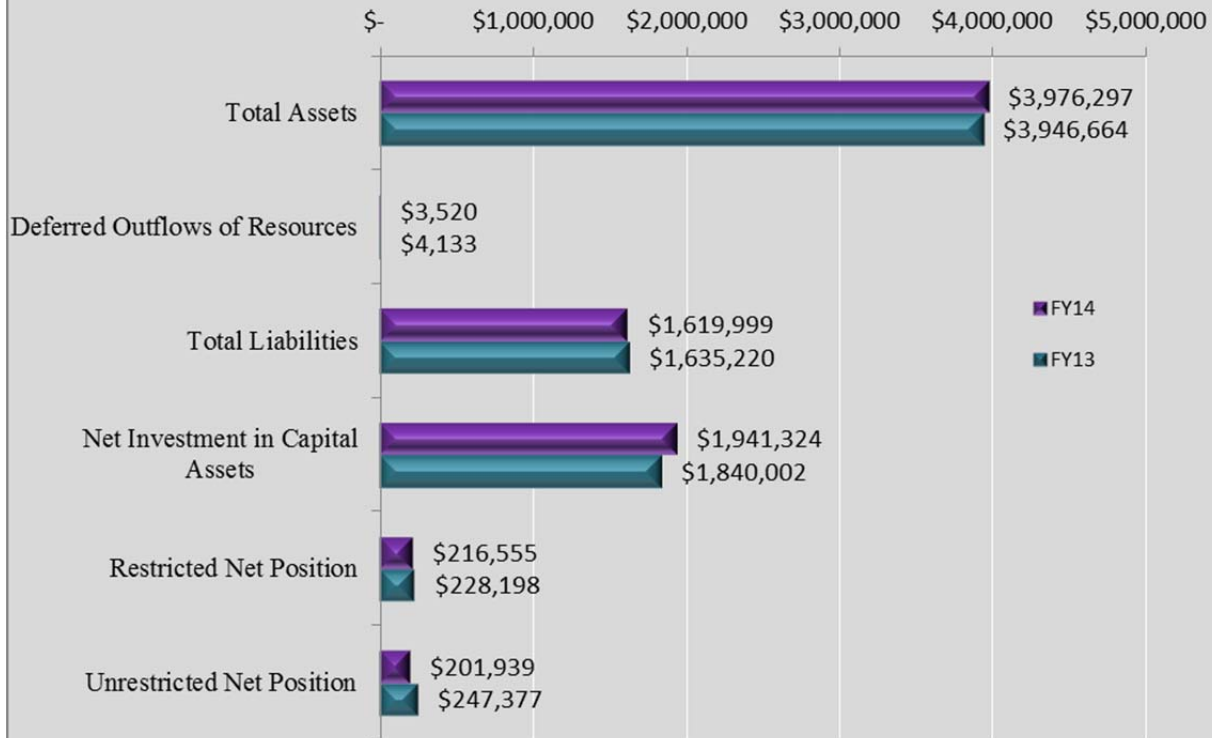 $- $1,000,000 $2,000,000 $3,000,000 $4,000,000 $5,000,000
Total Assets
$3,976,297
$3,946,664
Deferred Outflows of Resources
$3,520
$4,133
Total Liabilities
$1,619,999
$1,635,220
Net Investment in Capital
Assets
$1,941,324
$1,840,002
Restricted Net Position
$216,555
$228,198
Unrestricted Net Position
$201,939
$247,377
FY14
FY13